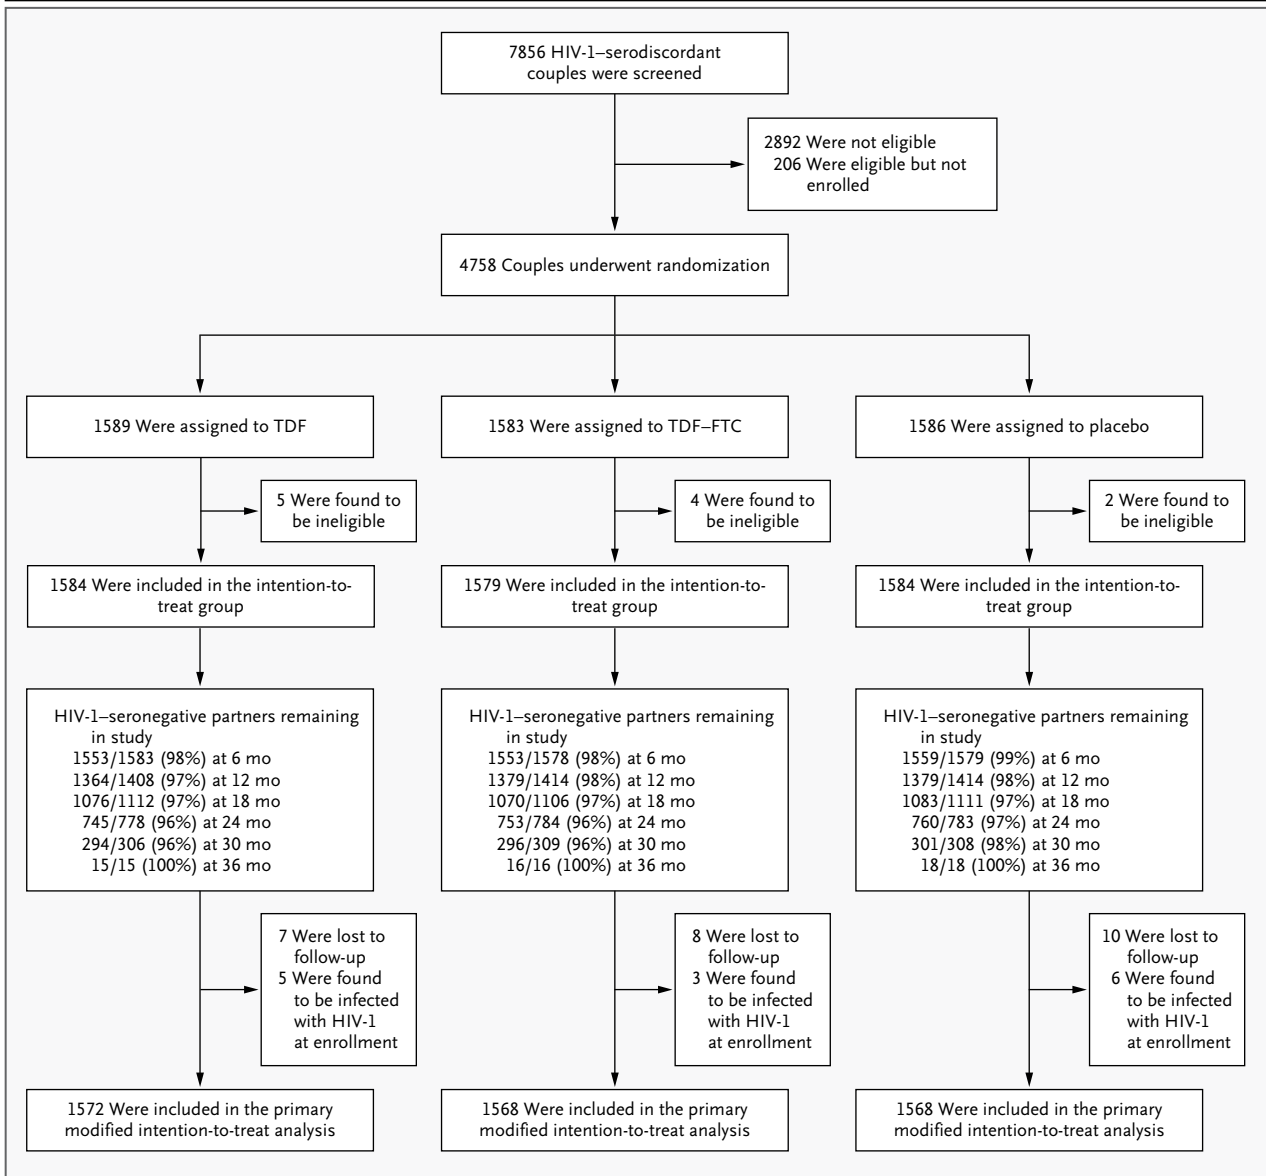 7856 HIV-1–serodiscordant
couples were screened
2892 Were not eligible
206 Were eligible but not
enrolled
4758 Couples underwent randomization
1589 Were assigned to TDF
1583 Were assigned to TDF–FTC
1586 Were assigned to placebo
5 Were found to
be ineligible
4 Were found to
be ineligible
2 Were found to
be ineligible
1584 Were included in the intention-to-
treat group
1579 Were included in the intention-to-
treat group
1584 Were included in the intention-to-
treat group
HIV-1–seronegative partners remaining
in study
1553/1583 (98%) at 6 mo
1364/1408 (97%) at 12 mo
1076/1112 (97%) at 18 mo
745/778 (96%) at 24 mo
294/306 (96%) at 30 mo
15/15 (100%) at 36 mo
HIV-1–seronegative partners remaining
in study
1553/1578 (98%) at 6 mo
1379/1414 (98%) at 12 mo
1070/1106 (97%) at 18 mo
753/784 (96%) at 24 mo
296/309 (96%) at 30 mo
16/16 (100%) at 36 mo
HIV-1–seronegative partners remaining
in study
1559/1579 (99%) at 6 mo
1379/1414 (98%) at 12 mo
1083/1111 (97%) at 18 mo
760/783 (97%) at 24 mo
301/308 (98%) at 30 mo
18/18 (100%) at 36 mo
7 Were lost to
follow-up
5 Were found
to be infected
with HIV-1
at enrollment
8 Were lost to
follow-up
3 Were found
to be infected
with HIV-1
at enrollment
10 Were lost to
follow-up
6 Were found
to be infected
with HIV-1
at enrollment
1572 Were included in the primary
modified intention-to-treat analysis
1568 Were included in the primary
modified intention-to-treat analysis
1568 Were included in the primary
modified intention-to-treat analysis